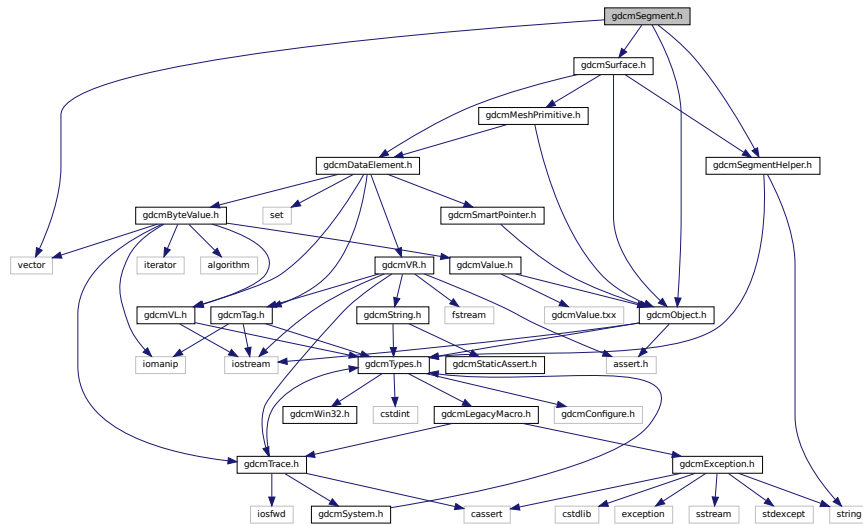 gdcmSegment.h
gdcmSurface.h
gdcmMeshPrimitive.h
gdcmDataElement.h
gdcmSegmentHelper.h
gdcmByteValue.h
set
gdcmSmartPointer.h
vector
iterator
algorithm
gdcmVR.h
gdcmValue.h
gdcmVL.h
gdcmTag.h
gdcmString.h
fstream
gdcmValue.txx
gdcmObject.h
iomanip
iostream
gdcmTypes.h
gdcmStaticAssert.h
assert.h
gdcmWin32.h
cstdint
gdcmLegacyMacro.h
gdcmConfigure.h
gdcmTrace.h
gdcmException.h
iosfwd
gdcmSystem.h
cassert
cstdlib
exception
sstream
stdexcept
string